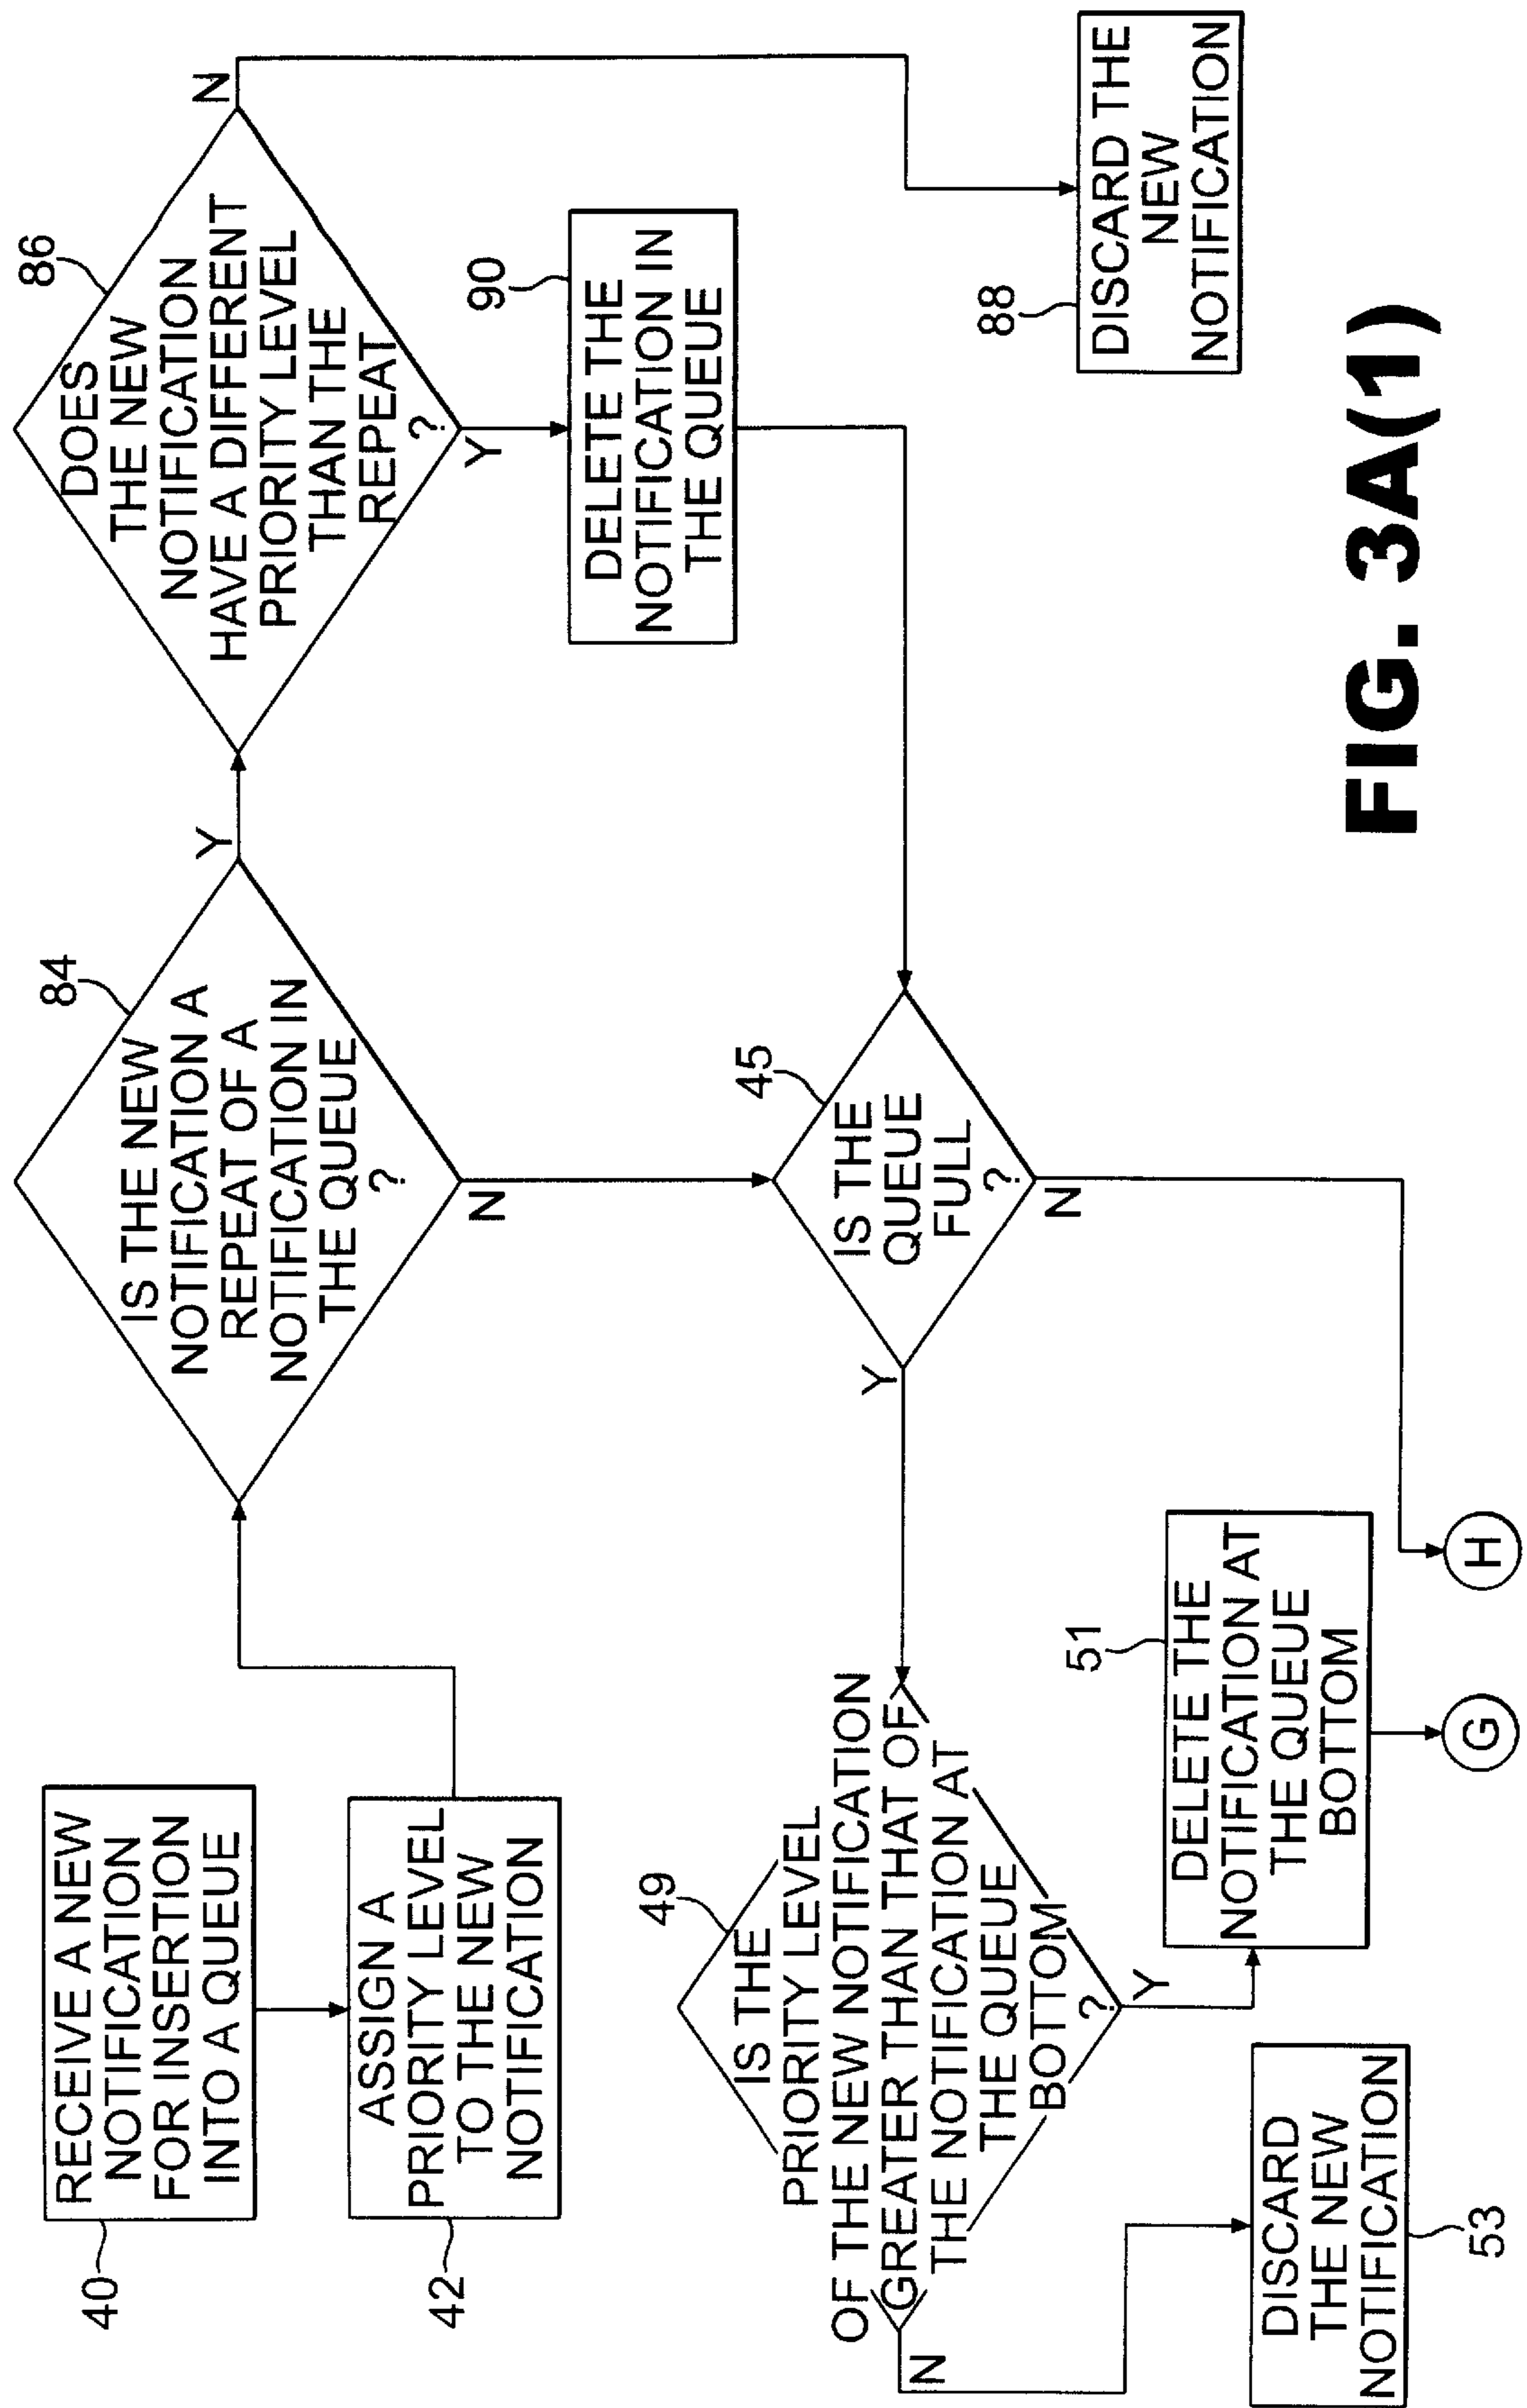 40
RECEIVE A NEW
NOTIFICATION
FOR INSERTION
INTO A QUEUE
42
ASSIGN A
PRIORITY LEVEL
TO THE NEW
NOTIFICATION
84
IS THE NEW
NOTIFICATION A
REPEAT OF A
NOTIFICATION IN
THE QUEUE
?
Y
N
86
DOES
THE NEW
NOTIFICATION
HAVE A DIFFERENT
PRIORITY LEVEL
THAN THE
REPEAT
?
N
Y
90
DELETE THE
NOTIFICATION IN
THE QUEUE
88
DISCARD THE
NEW
NOTIFICATION
45
IS THE
QUEUE
FULL
?
Y
N
49
IS THE
PRIORITY LEVEL
OF THE NEW NOTIFICATION
GREATER THAN THAT OF
THE NOTIFICATION AT
THE QUEUE
BOTTOM
?
N
Y
51
DELETE THE
NOTIFICATION AT
THE QUEUE
BOTTOM
53
DISCARD
THE NEW
NOTIFICATION
G
H
FIG. 3A(1)